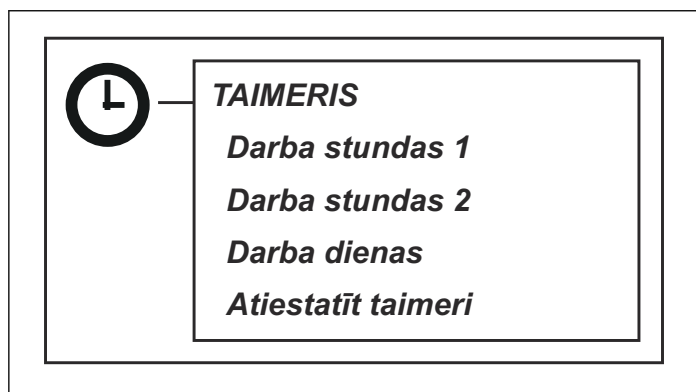 TAIMERIS
Darba stundas 1
Darba stundas 2
Darba dienas
Atiestatīt taimeri